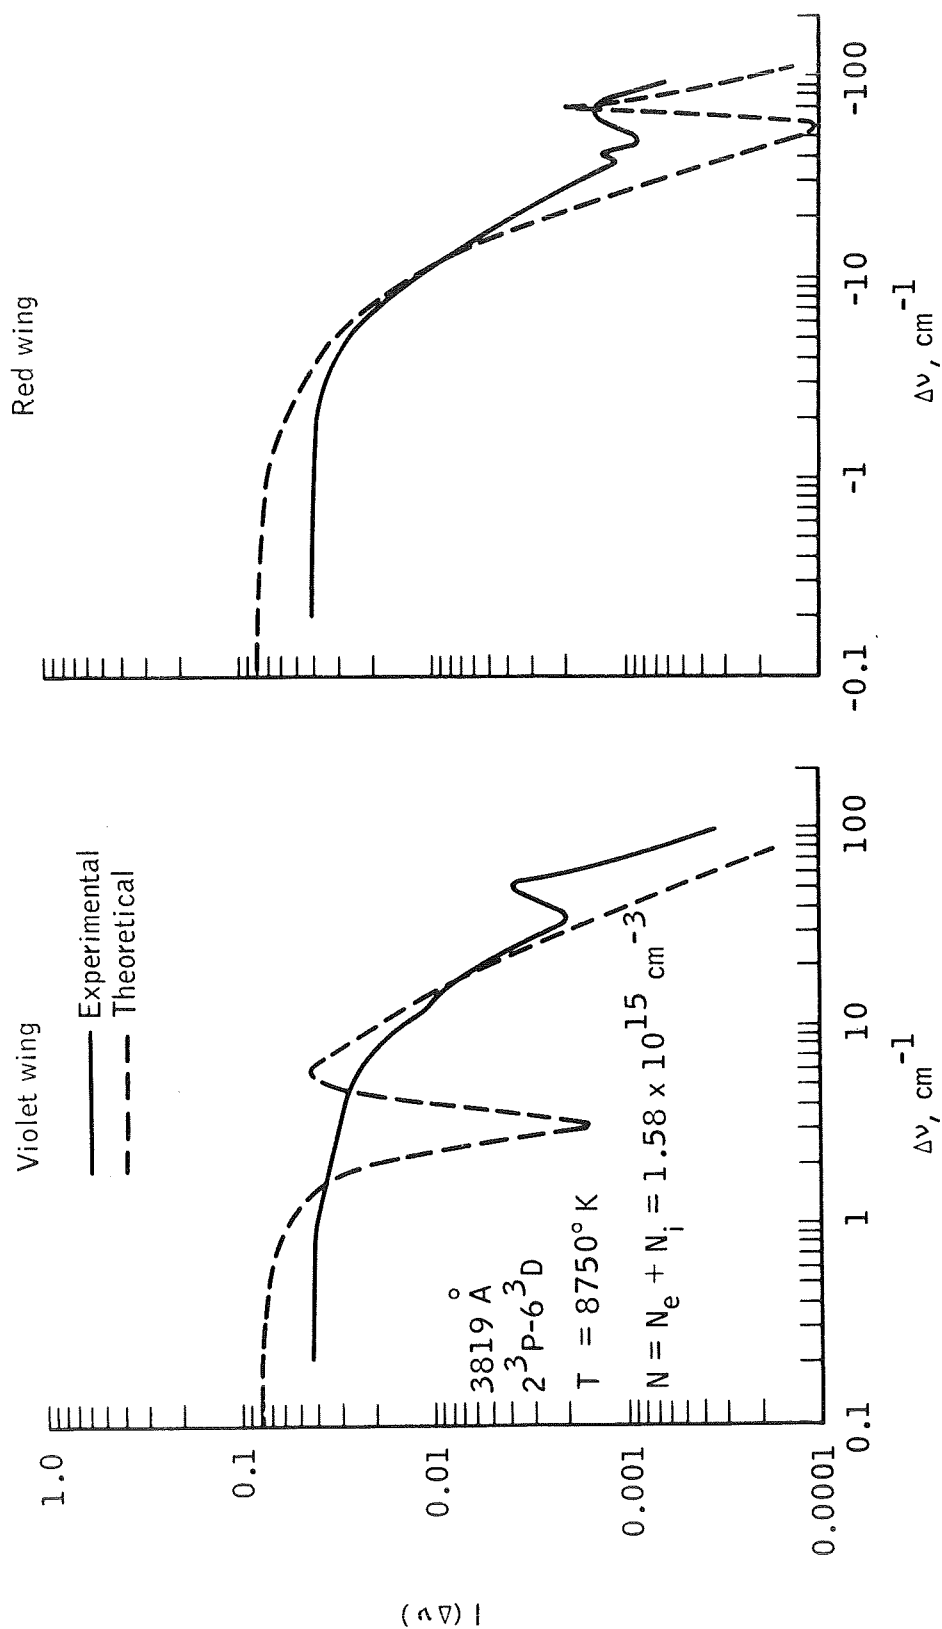 Violet wing
Experimental
Theoretical
3819 Å
2³P-6³D
T = 8750° K
N = Nₑ + Nᵢ = 1.58 x 10¹⁵ cm⁻³
I (Δν)
1.0
0.1
0.01
0.001
0.0001
0.1
1
10
100
Δν, cm⁻¹
Red wing
-0.1
-1
-10
-100
Δν, cm⁻¹